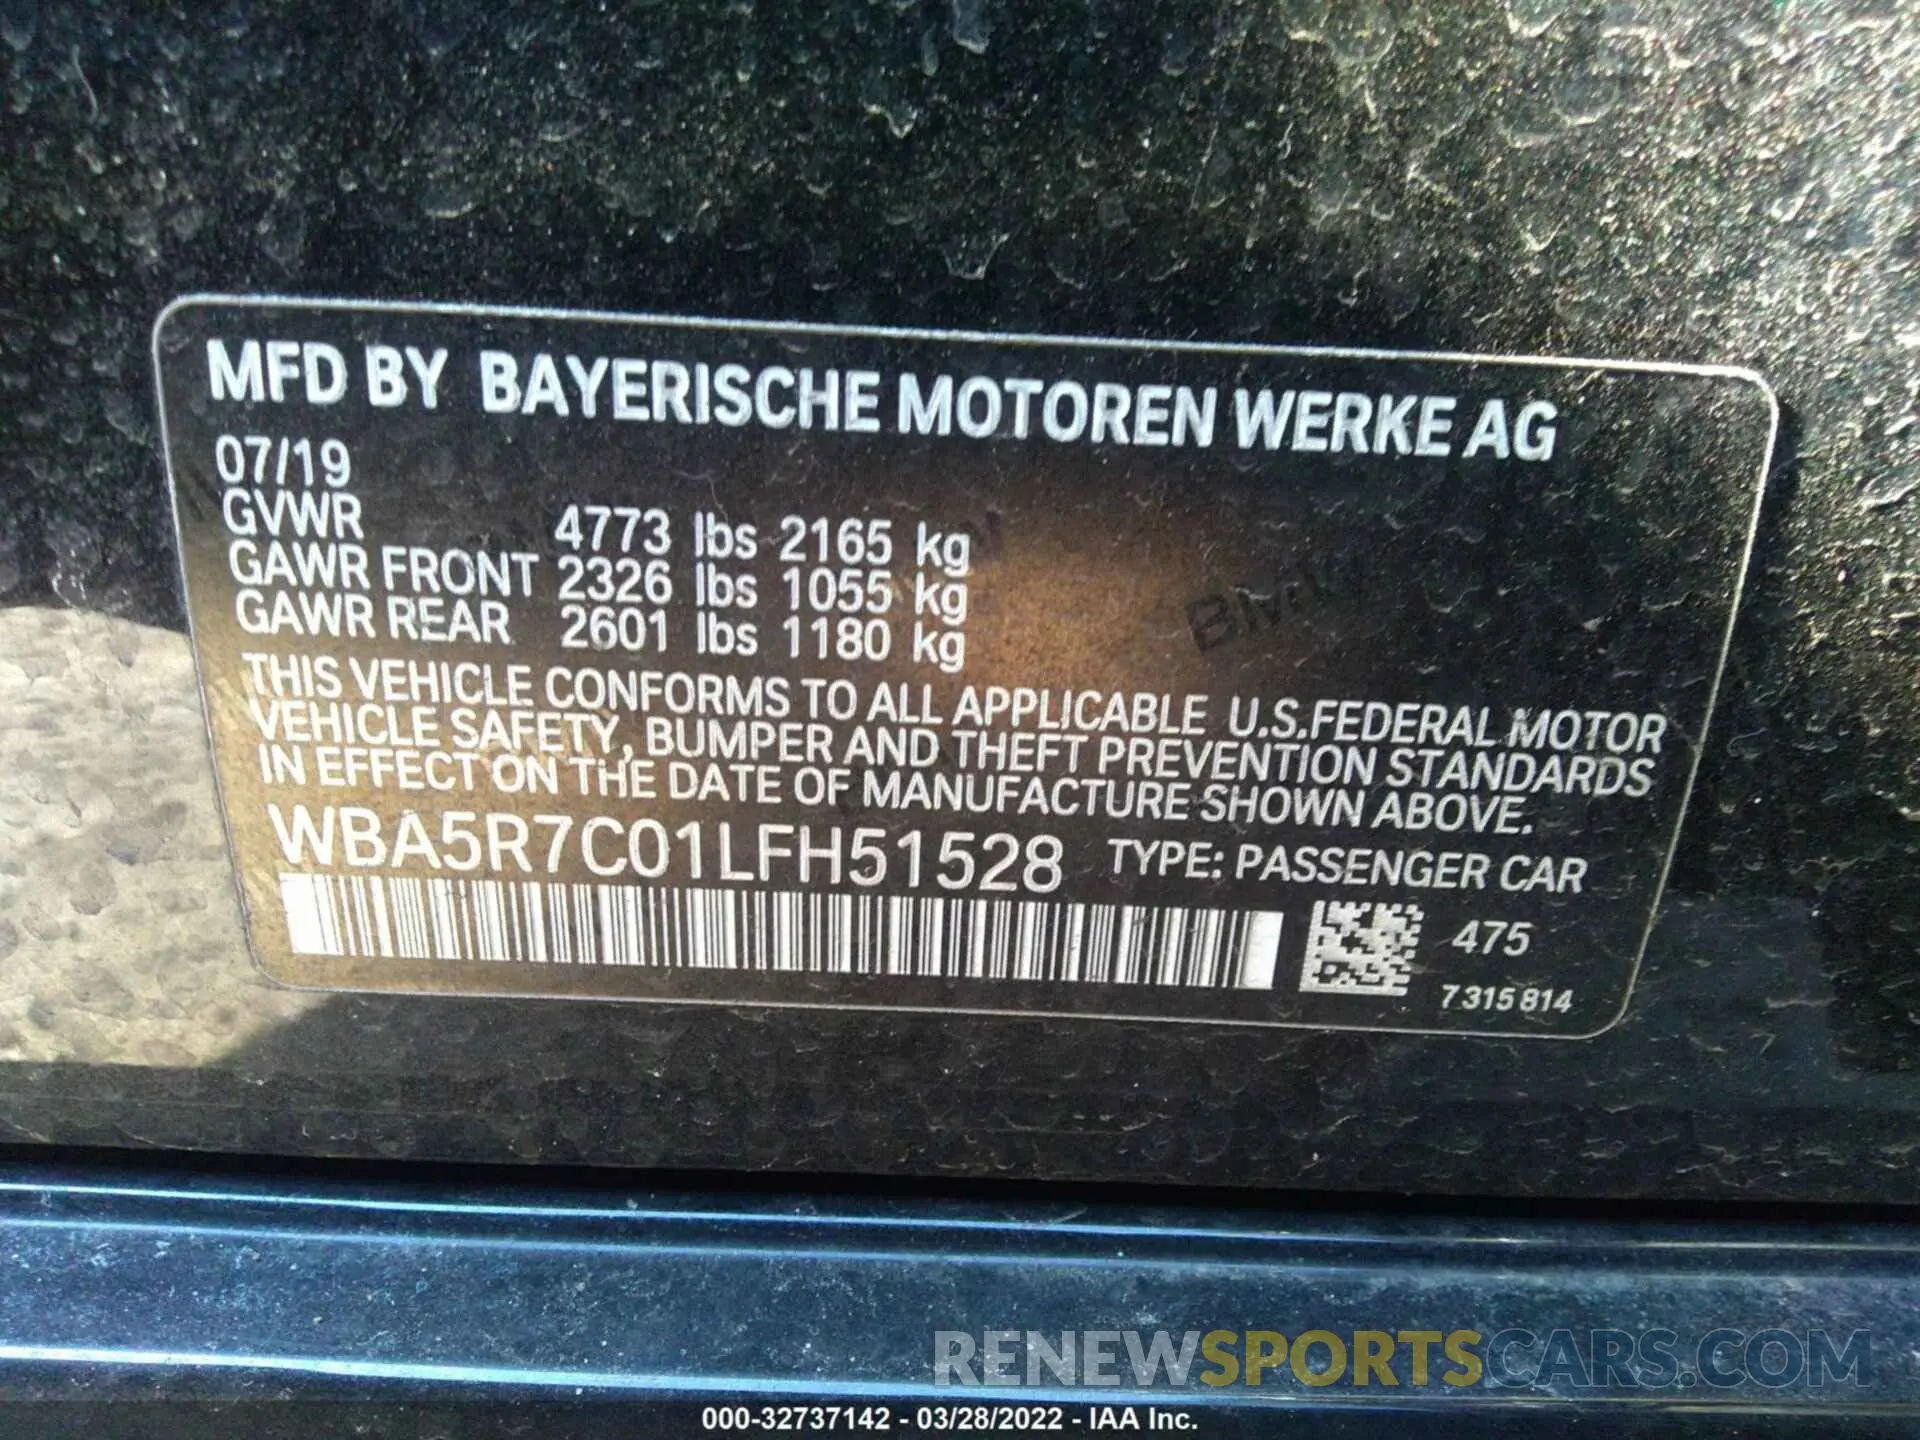 MFD BY BAYERISCHE MOTOREN WERKE AG
07/19
GVWR 4773 lbs 2165 kg
GAWR FRONT 2326 lbs 1055 kg
GAWR REAR 2601 lbs 1180 kg
THIS VEHICLE CONFORMS TO ALL APPLICABLE U.S.FEDERAL MOTOR
VEHICLE SAFETY, BUMPER AND THEFT PREVENTION STANDARDS
IN EFFECT ON THE DATE OF MANUFACTURE SHOWN ABOVE.
WBA5R7C01LFH51528 TYPE: PASSENGER CAR
475
7 315 814
RENEWSPORTSCARS.COM
000-32737142 - 03/28/2022 - IAA Inc.